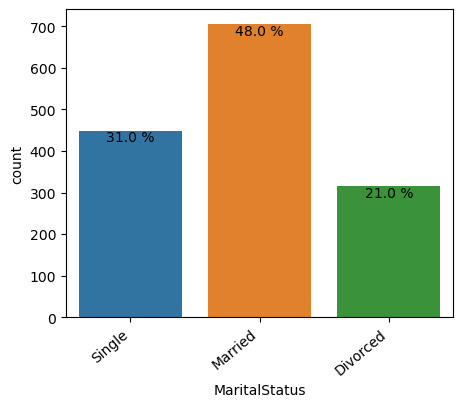 700
600
500
400
300
200
100
0
count
31.0 %
48.0 %
21.0 %
Single
Married
Divorced
MaritalStatus